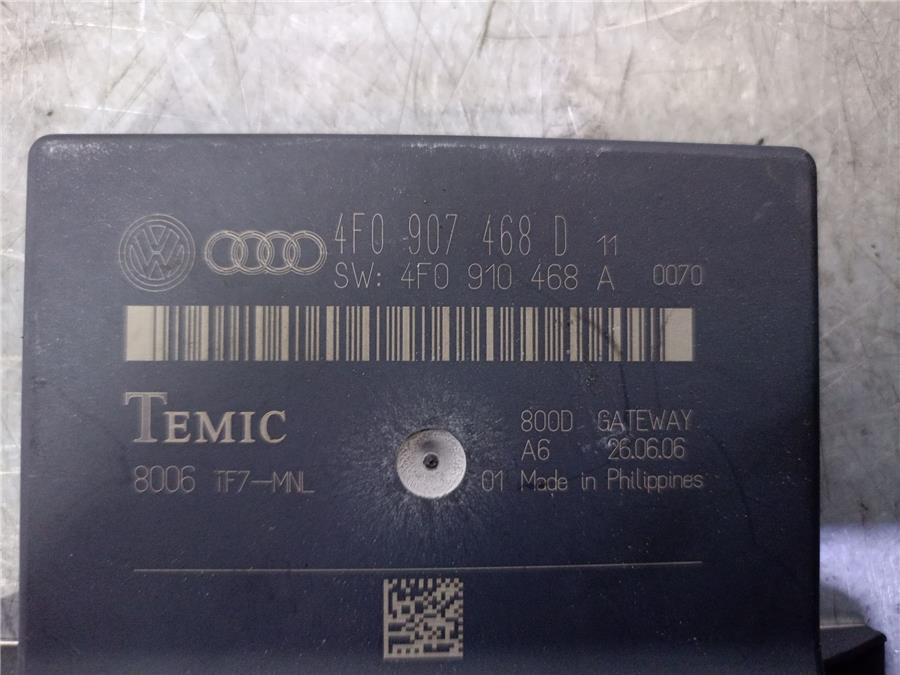 4F0 907 468 D 11
SW: 4F0 910 468 A 0070
TEMIC
800D GATEWAY
A6 26.06.06
8006 TF7-MNL 01 Made in Philippines